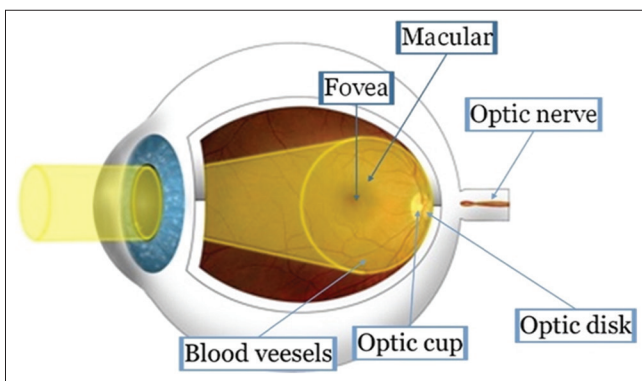 Macular
Fovea
Optic nerve
Blood veesels
Optic cup
Optic disk